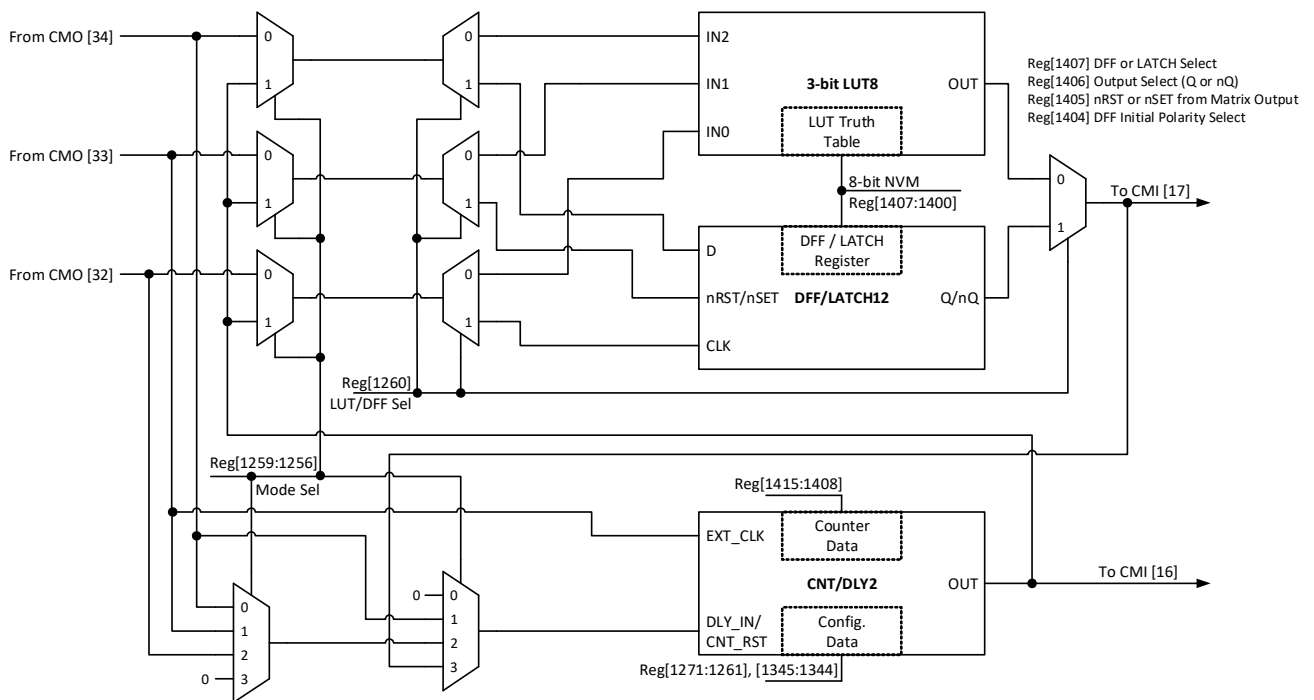 From CMO [34]
0
1
0
1
IN2
IN1
IN0
3-bit LUT8
LUT Truth
Table
OUT
Reg[1407] DFF or LATCH Select
Reg[1406] Output Select (Q or nQ)
Reg[1405] nRST or nSET from Matrix Output
Reg[1404] DFF Initial Polarity Select
From CMO [33]
0
1
0
1
8-bit NVM
Reg[1407:1400]
0
1
To CMI [17]
From CMO [32]
0
1
0
1
D
nRST/nSET
CLK
DFF / LATCH
Register
DFF/LATCH12
Q/nQ
Reg[1260]
LUT/DFF Sel
Reg[1259:1256]
Mode Sel
Reg[1415:1408]
EXT_CLK
Counter
Data
CNT/DLY2
OUT
To CMI [16]
DLY_IN/
CNT_RST
Config.
Data
0
1
2
0
3
0
0
1
2
3
Reg[1271:1261], [1345:1344]